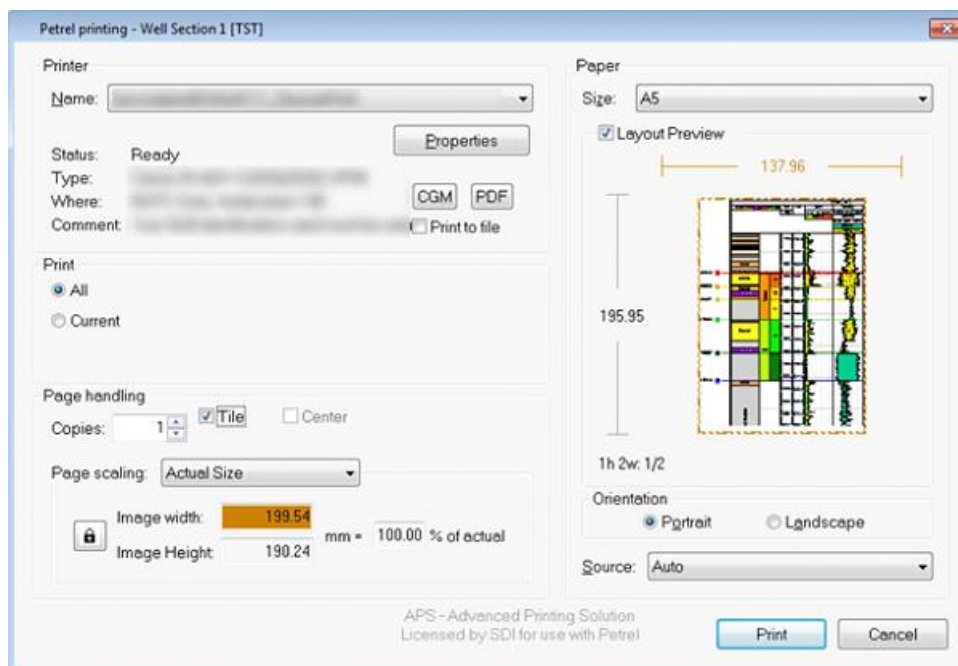 Petrel printing - Well Section 1 [TST]
Printer
Name:
Properties
Status: Ready
Type:
Where:
CGM PDF
Comment:
Print to file
Print
All
Current
Page handling
Copies: 1 Tile Center
Page scaling: Actual Size
Image width: 199.54
mm = 100.00 % of actual
Image Height: 190.24
Paper
Size: A5
Layout Preview
137.96
195.95
1h 2w: 1/2
Orientation
Portrait Landscape
Source: Auto
APS - Advanced Printing Solution
Licensed by SDI for use with Petrel
Print Cancel